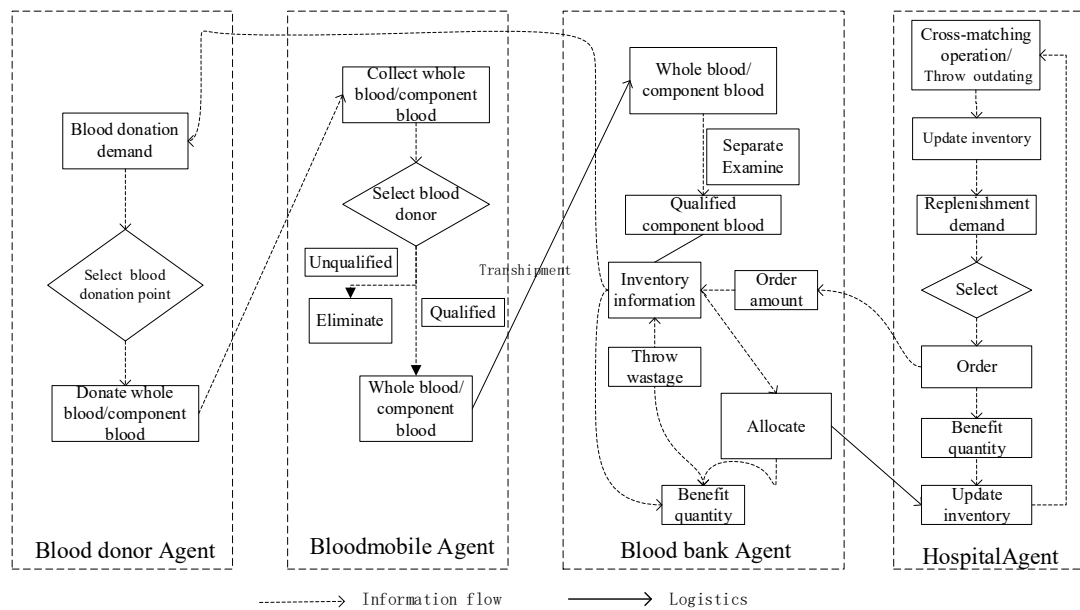 Blood donation
demand
Select blood
donation point
Donate whole
blood/component
blood
Blood donor Agent
Collect whole
blood/component
blood
Select blood
donor
Unqualified
Eliminate
Qualified
Whole blood/
component
blood
Bloodmobile Agent
Transhipment
Whole blood/
component blood
Separate
Examine
Qualified
component blood
Inventory
information
Order
amount
Throw
wastage
Allocate
Benefit
quantity
Blood bank Agent
Cross-matching
operation/
Throw outdating
Update inventory
Replenishment
demand
Select
Order
Benefit
quantity
Update
inventory
HospitalAgent
Information flow
Logistics